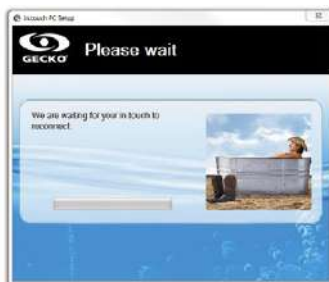 in.touch PC Setup
GECKO
Please wait
We are waiting for your in.touch to
reconnect.